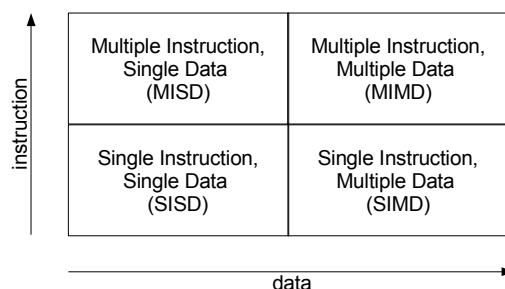 Multiple Instruction,
Single Data
(MISD)
Multiple Instruction,
Multiple Data
(MIMD)
instruction
Single Instruction,
Single Data
(SISD)
Single Instruction,
Multiple Data
(SIMD)
data